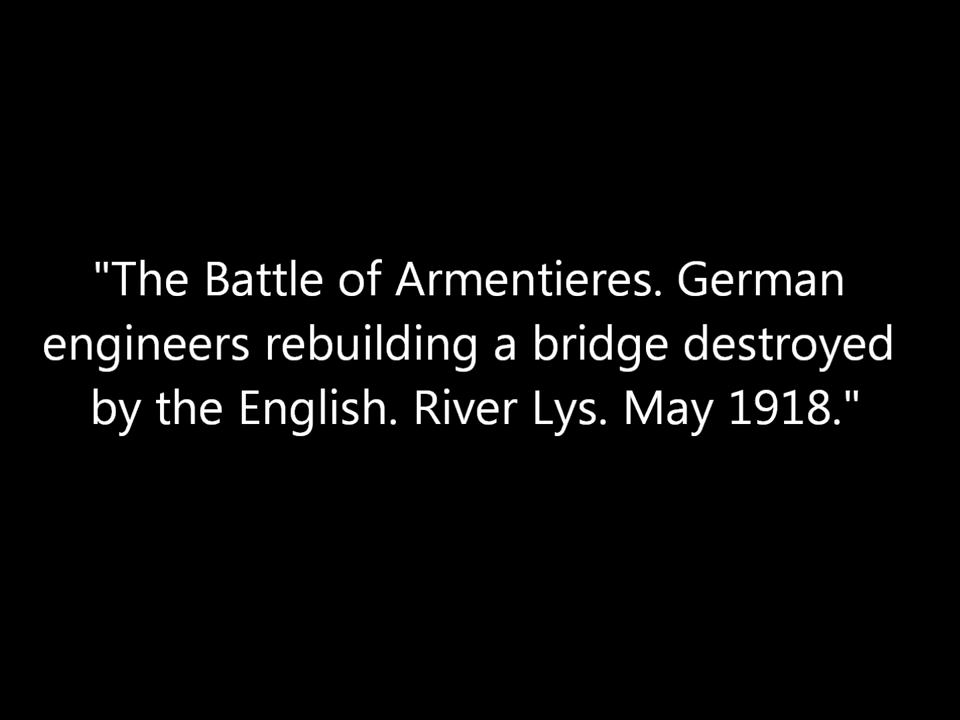 "The Battle of Armentieres. German
engineers rebuilding a bridge destroyed
by the English. River Lys. May 1918."